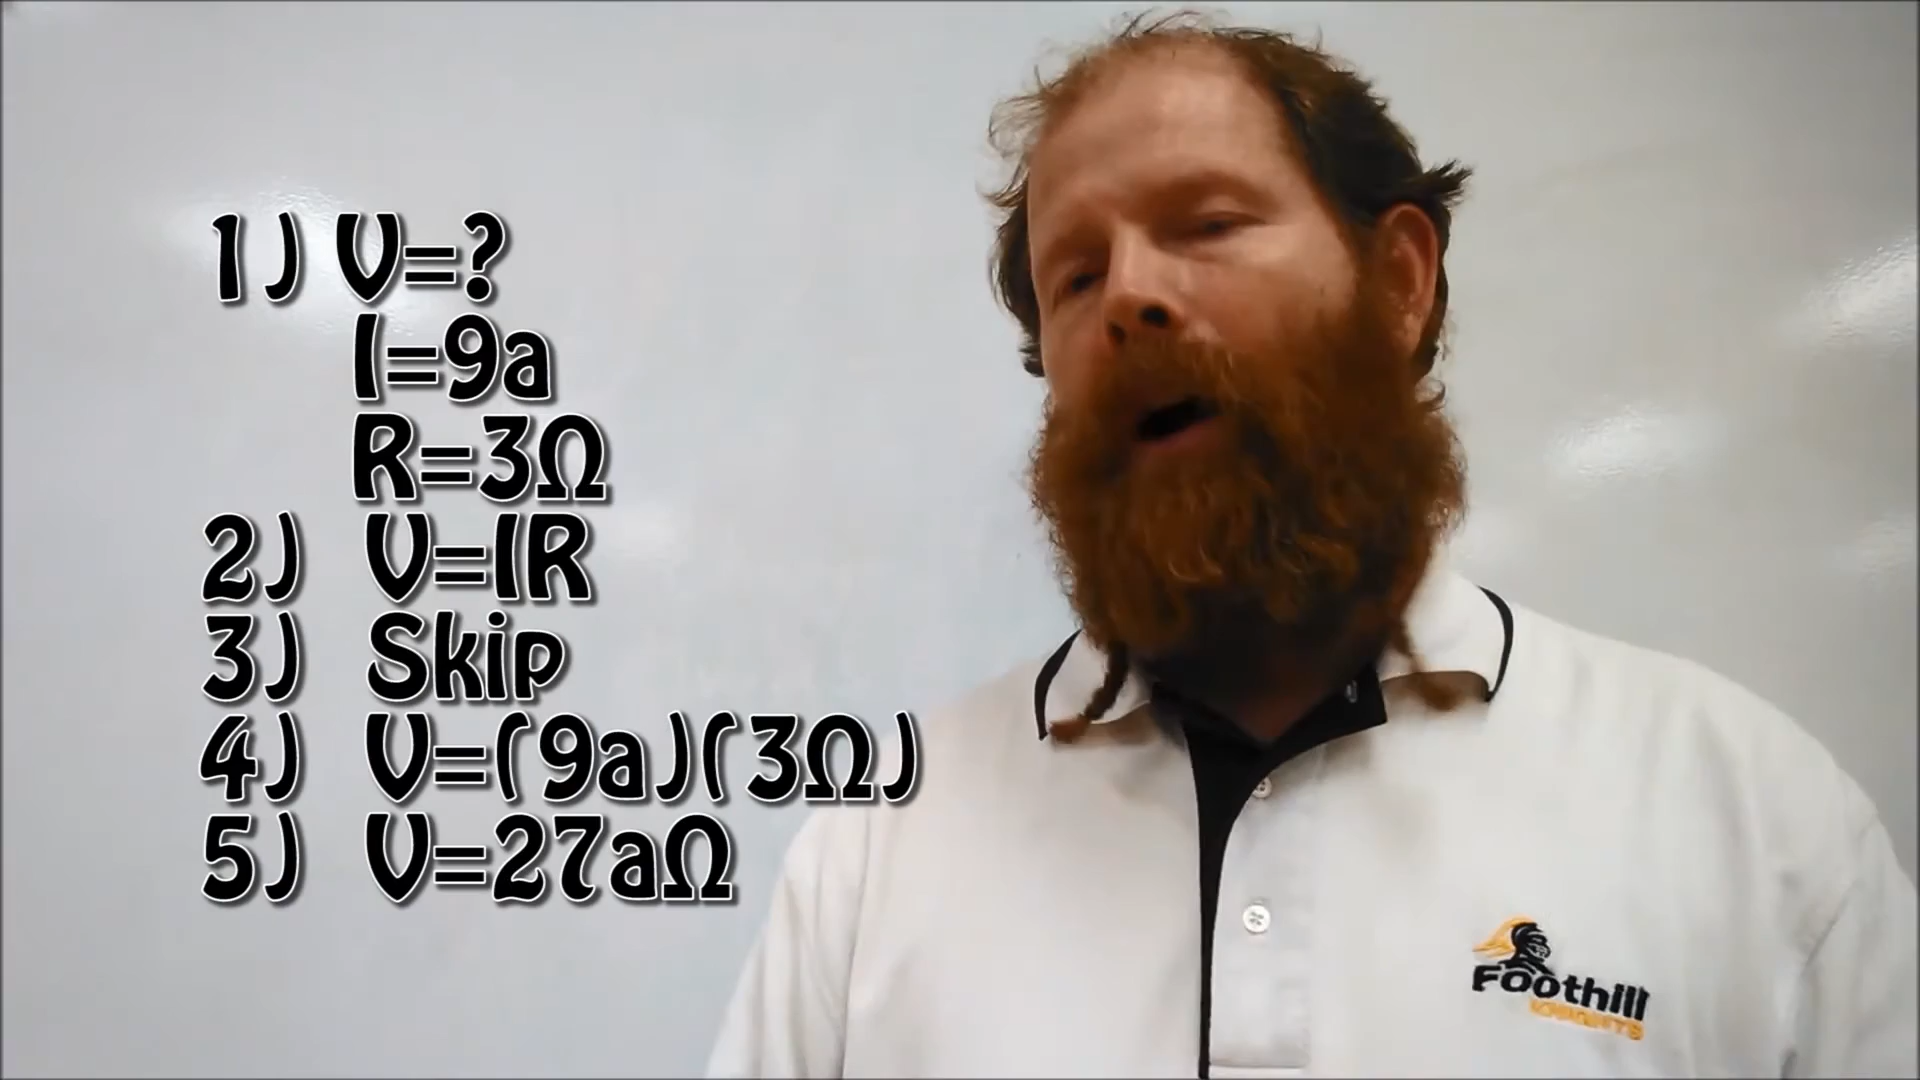 1) V=?
I=9a
R=3Ω
2) V=IR
3) Skip
4) V=(9a)(3Ω)
5) V=27aΩ
Foothill
KNIGHTS